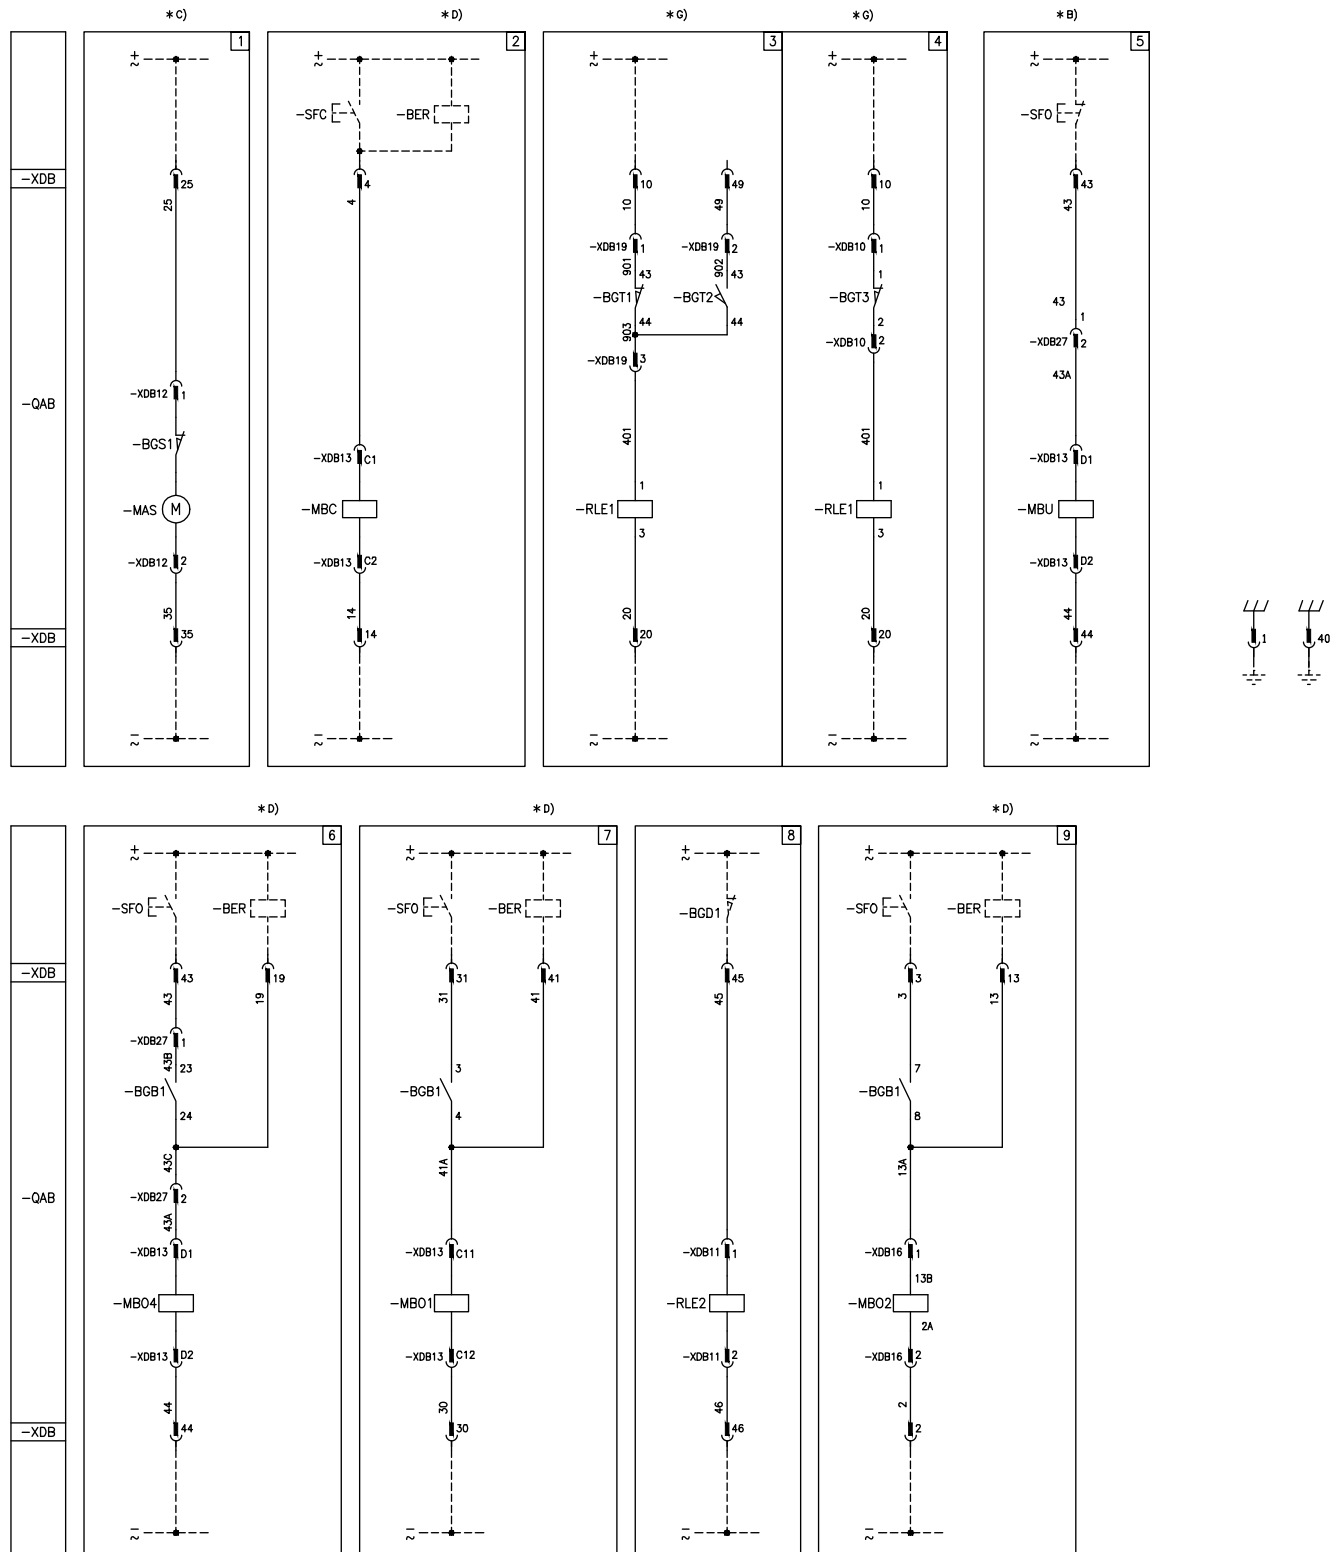 *C) *D) *G) *G) *B)
1 2 3 4 5
+ ~ + ~ + ~ + ~ + ~
-SFC -BER -SFO
-XDB 25 4 10 49 10 43
25 4 10 49 10 43
-XDB19 1 -XDB19 2 -XDB10 1
901 43 902 43 1
-BGT1 -BGT2 -BGT3 43
903 44 44 2 1
-XDB19 3 -XDB10 2 -XDB27 2
43A
-QAB -XDB12 1
-BGS1 401 401
-XDB13 C1 -XDB13 D1
1 1
-MAS M -MBC -RLE1 -RLE1 -MBU
3 3
-XDB12 2 -XDB13 C2 -XDB13 D2
35 14 20 20 44
-XDB 35 14 20 20 44 1 40
- ~ - ~ - ~ - ~ - ~
*D) *D) *D)
6 7 8 9
+ ~ + ~ + ~ + ~
-SFO -BER -SFO -BER -BGD1 -SFO -BER
-XDB 43 19 31 41 45 3 13
43 19 31 41 45 3 13
-XDB27 1
43B 23 3 7
-BGB1 -BGB1 -BGB1
24 4 8
43C 41A 13A
-QAB -XDB27 2
43A
-XDB13 D1 -XDB13 C11 -XDB11 1 -XDB16 1
13B
-MBO4 -MBO1 -RLE2 -MBO2
2A
-XDB13 D2 -XDB13 C12 -XDB11 2 -XDB16 2
44 30 46 2
-XDB 44 30 46 2
- ~ - ~ - ~ - ~